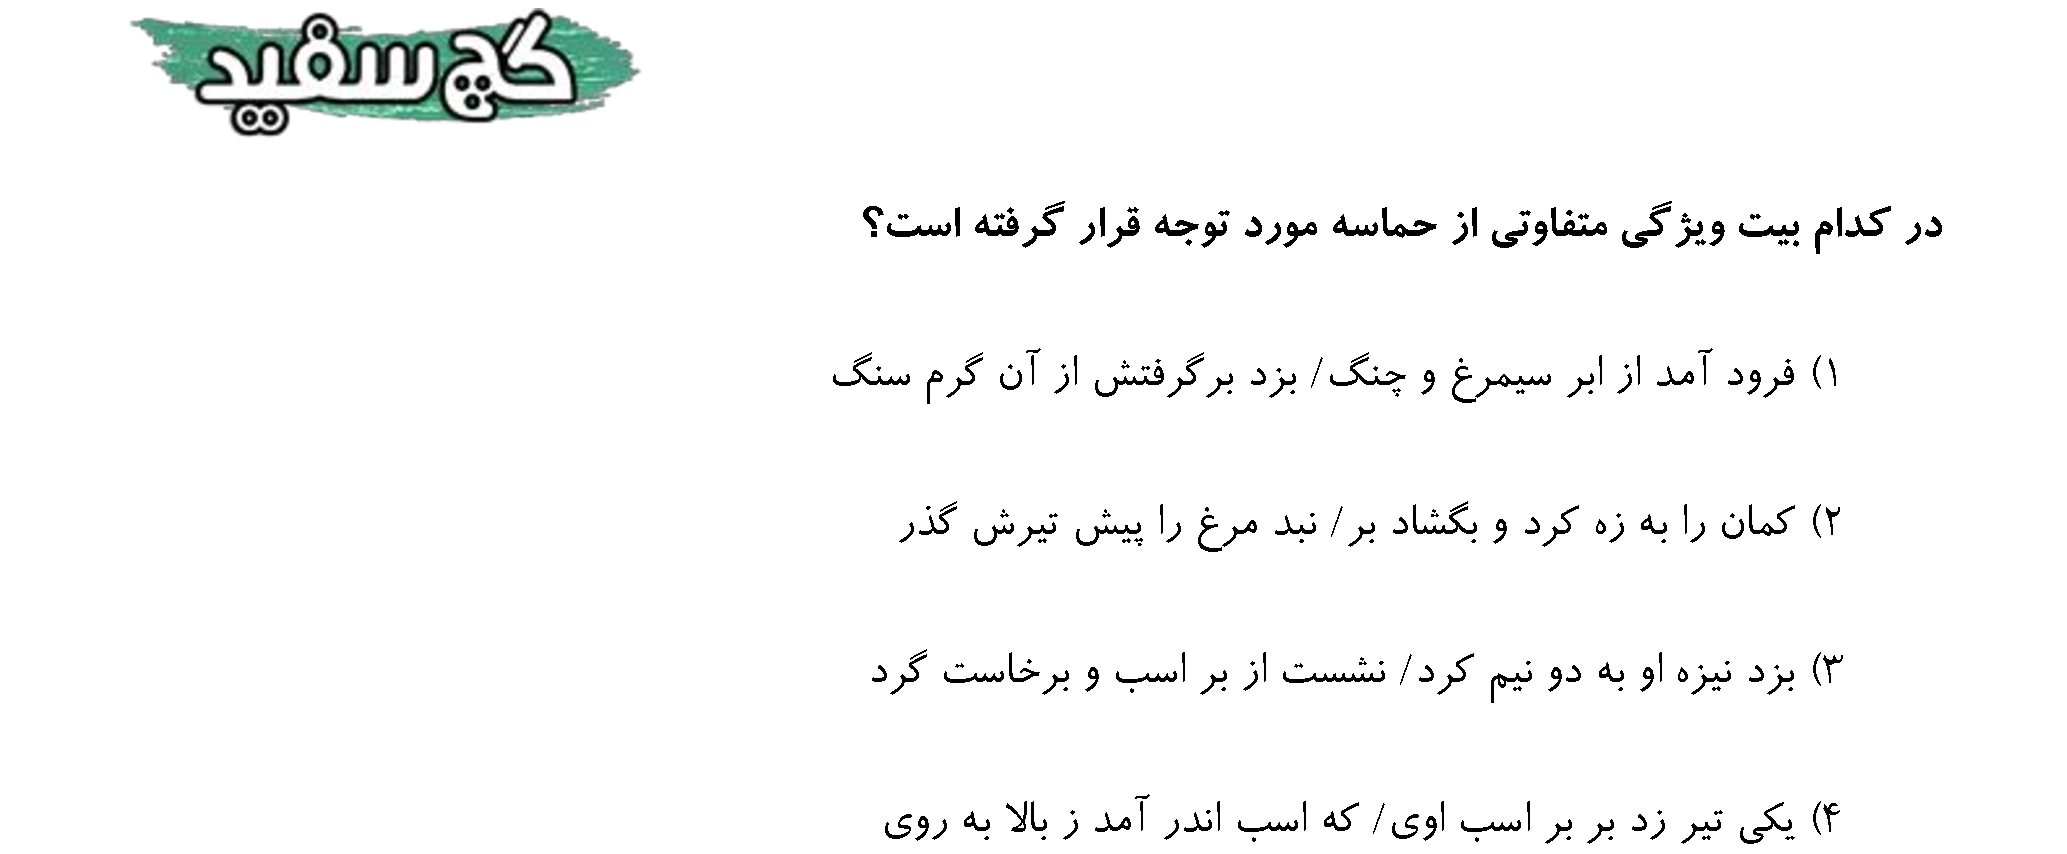 گچ سفید
در کدام بیت ویژگی متفاوتی از حماسه مورد توجه قرار گرفته است؟
۱) فرود آمد از ابر سیمرغ و چنگ/ بزد برگرفتش از آن گرم سنگ
۲) کمان را به زه کرد و بگشاد بر/ نبد مرغ را پیش تیرش گذر
۳) بزد نیزه او به دو نیم کرد/ نشست از بر اسب و برخاست گرد
۴) یکی تیر زد بر بر اسب اوی/ که اسب اندر آمد ز بالا به روی